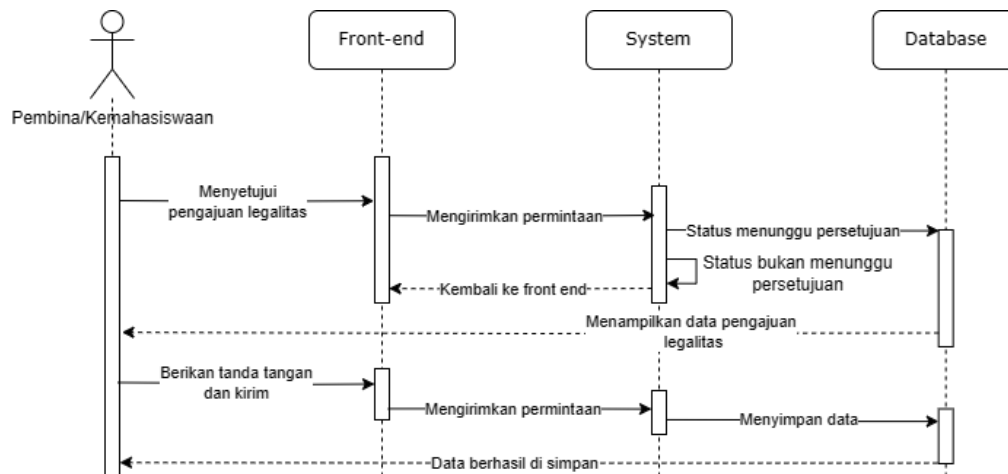 Front-end
System
Database
Pembina/Kemahasiswaan
Menyetujui
pengajuan legalitas
Mengirimkan permintaan
Status menunggu persetujuan
Status bukan menunggu
persetujuan
Kembali ke front end
Menampilkan data pengajuan
legalitas
Berikan tanda tangan
dan kirim
Mengirimkan permintaan
Menyimpan data
Data berhasil di simpan